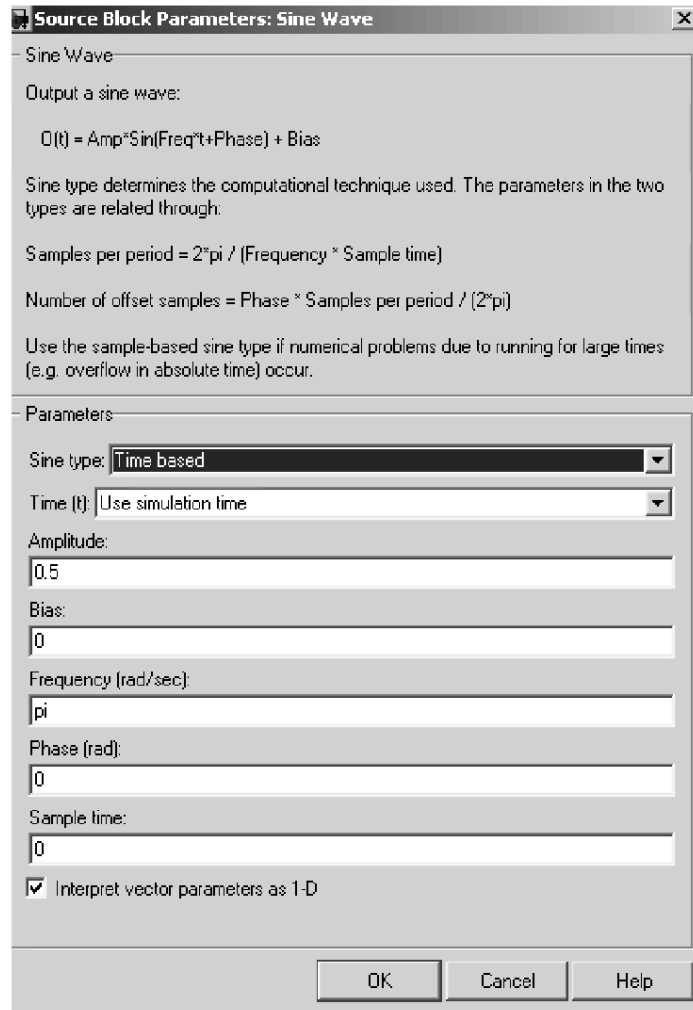 Source Block Parameters: Sine Wave
Sine Wave
Output a sine wave:
O(t) = Amp*Sin(Freq*t+Phase) + Bias
Sine type determines the computational technique used. The parameters in the two
types are related through:
Samples per period = 2*pi / (Frequency * Sample time)
Number of offset samples = Phase * Samples per period / (2*pi)
Use the sample-based sine type if numerical problems due to running for large times
(e.g. overflow in absolute time) occur.
Parameters
Sine type: Time based
Time (t): Use simulation time
Amplitude:
0.5
Bias:
0
Frequency (rad/sec):
pi
Phase (rad):
0
Sample time:
0
Interpret vector parameters as 1-D
OK Cancel Help